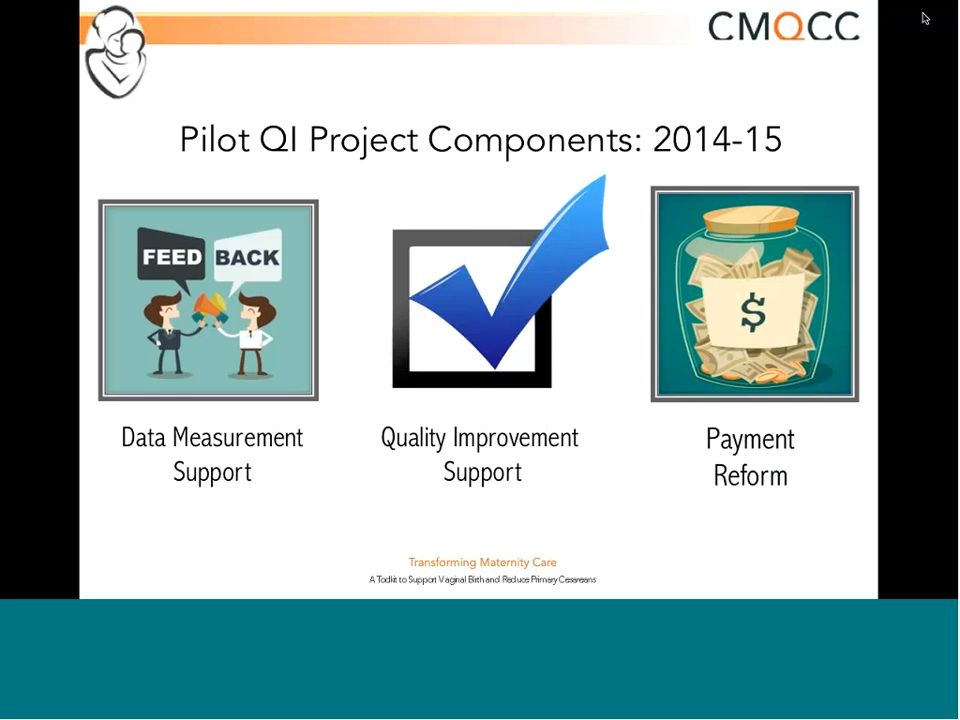 CMQCC
Pilot QI Project Components: 2014-15
FEED BACK
$
Data Measurement
Support
Quality Improvement
Support
Payment
Reform
Transforming Maternity Care
A Toolkit to Support Vaginal Birth and Reduce Primary Cesareans